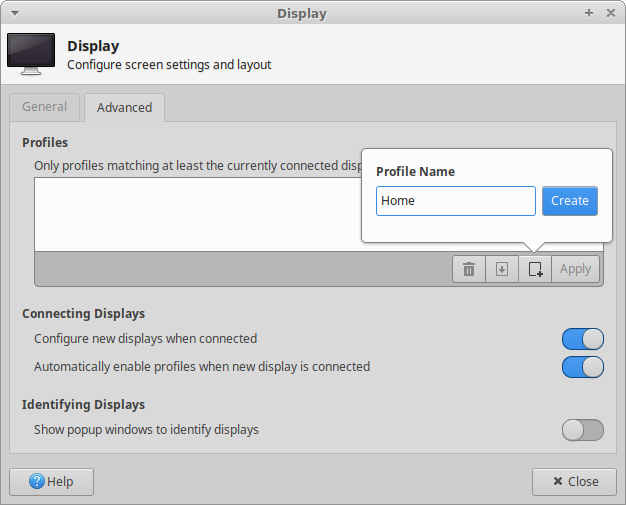 Display
Display
Configure screen settings and layout
General
Advanced
Profiles
Only profiles matching at least the currently connected
Profile Name
Home
Create
Apply
Connecting Displays
Configure new displays when connected
Automatically enable profiles when new display is connected
Identifying Displays
Show popup windows to identify displays
? Help
Close